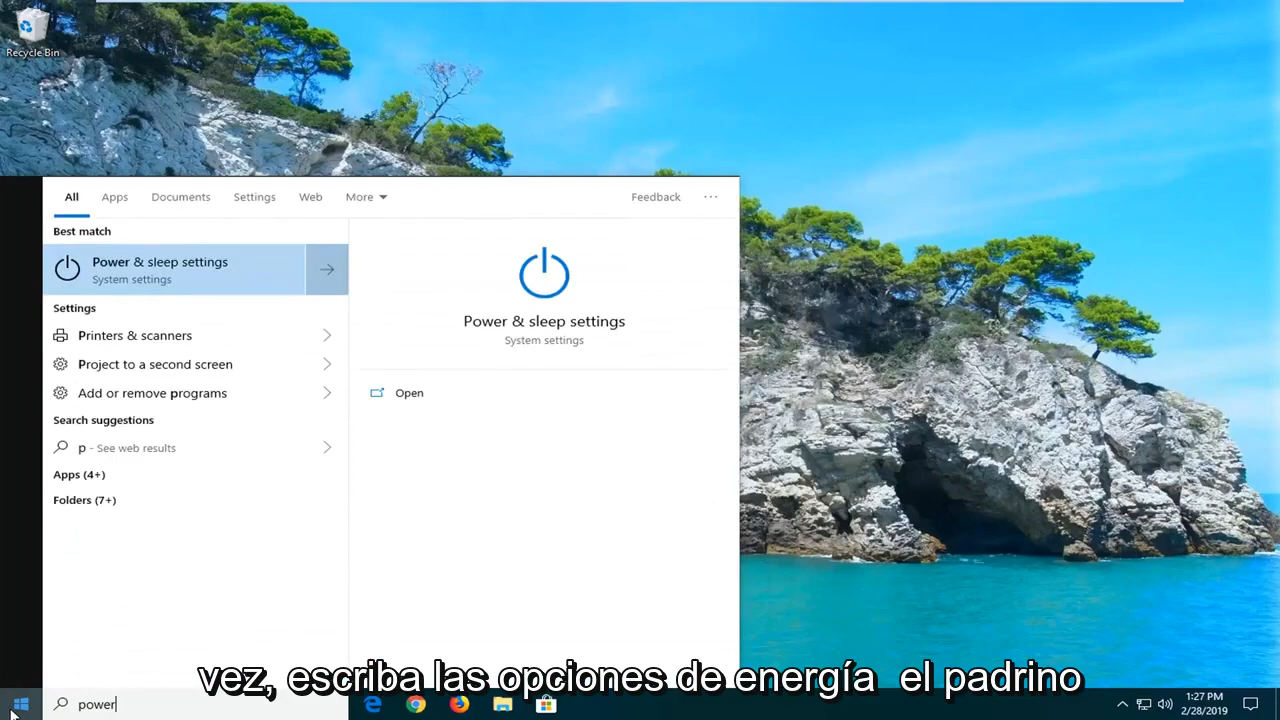 Recycle Bin
All Apps Documents Settings Web More Feedback ...
Best match
Power & sleep settings
System settings
Settings
Printers & scanners
Project to a second screen
Add or remove programs
Search suggestions
p - See web results
Apps (4+)
Folders (7+)
Power & sleep settings
System settings
Open
vez, escriba las opciones de energía el padrino
power
1:27 PM
2/28/2019